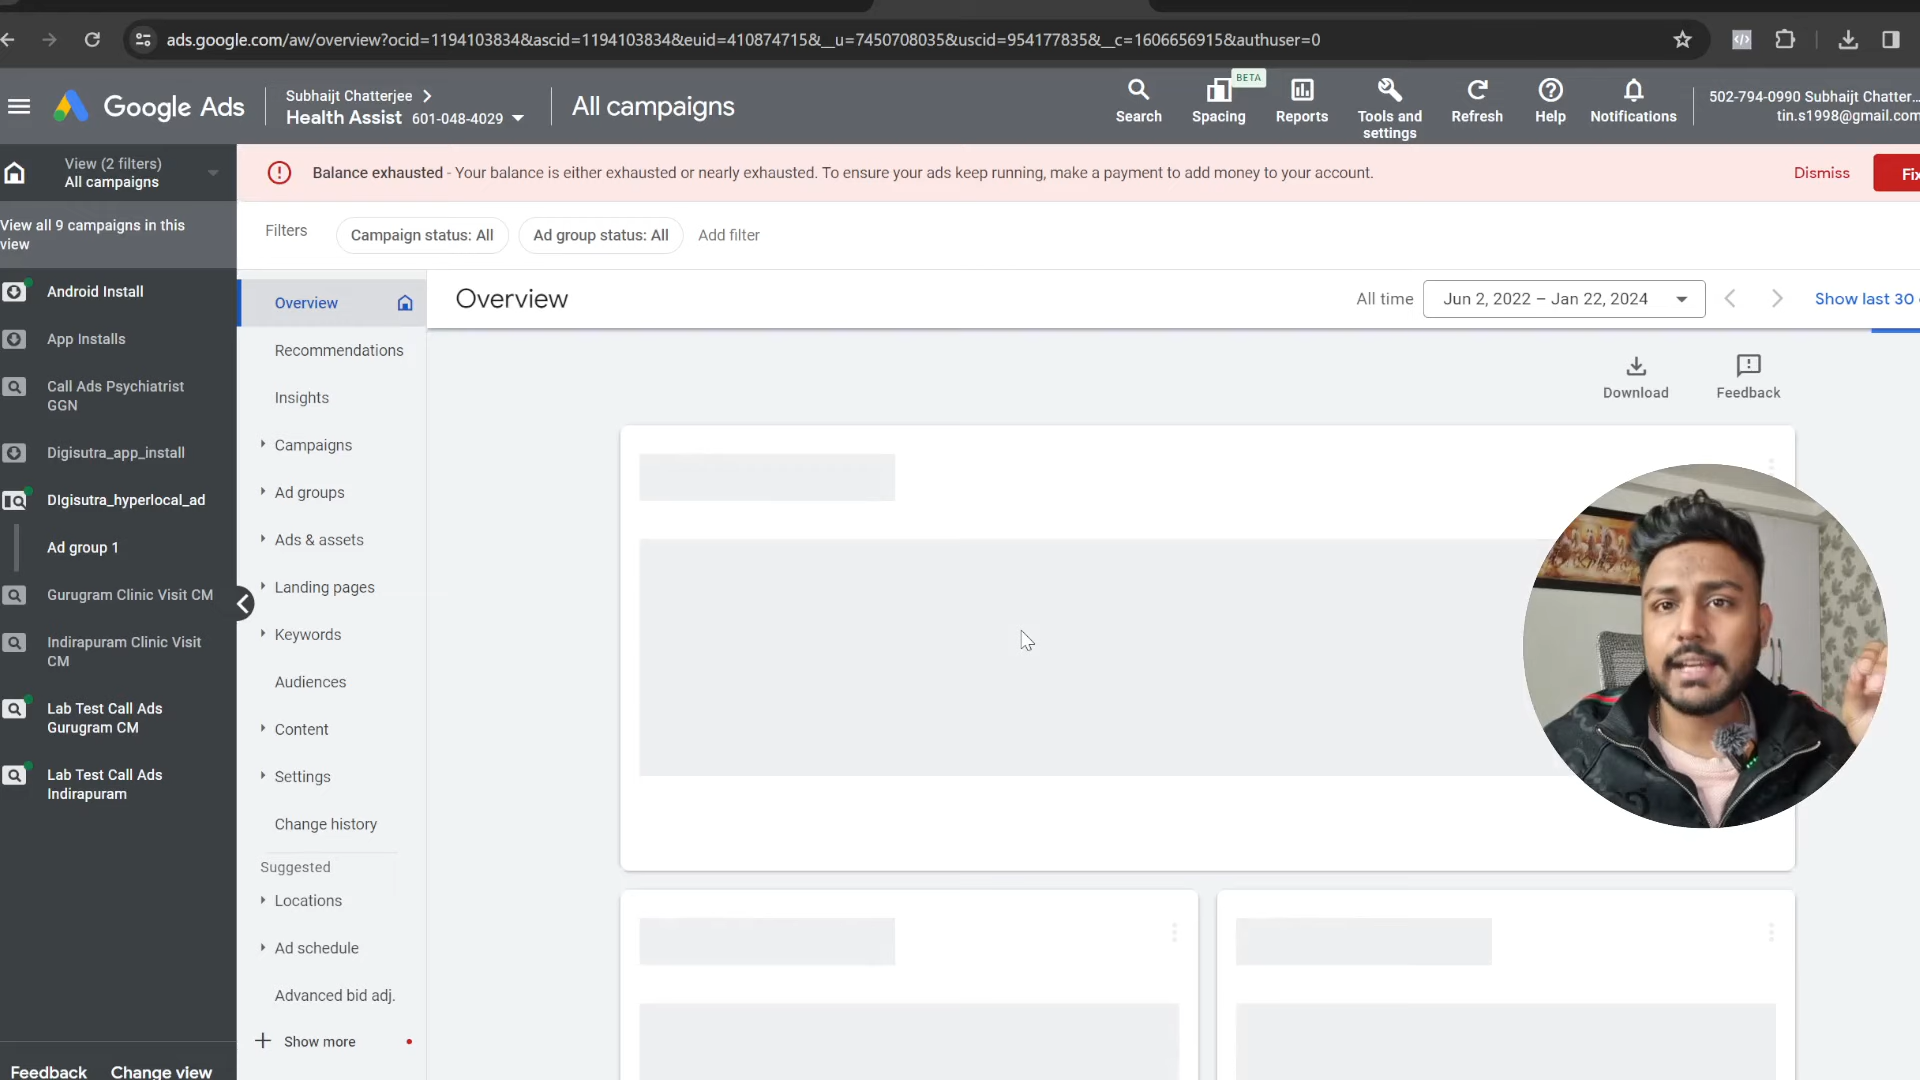 ads.google.com/aw/overview?ocid=1194103834&ascid=1194103834&euid=410874715&__u=7450708035&uscid=954177835&__c=1606656915&authuser=0
Google Ads
Subhaijt Chatterjee
Health Assist 601-048-4029
All campaigns
Search
Spacing
BETA
Reports
Tools and
settings
Refresh
Help
Notifications
502-794-0990 Subhaijt Chatter...
tin.s1998@gmail.com
View (2 filters)
All campaigns
Balance exhausted - Your balance is either exhausted or nearly exhausted. To ensure your ads keep running, make a payment to add money to your account.
Dismiss
Fix
View all 9 campaigns in this
view
Filters
Campaign status: All
Ad group status: All
Add filter
Android Install
App Installs
Call Ads Psychiatrist
GGN
Digisutra_app_install
DIgisutra_hyperlocal_ad
Ad group 1
Gurugram Clinic Visit CM
Indirapuram Clinic Visit
CM
Lab Test Call Ads
Gurugram CM
Lab Test Call Ads
Indirapuram
Feedback
Change view
Overview
Recommendations
Insights
Campaigns
Ad groups
Ads & assets
Landing pages
Keywords
Audiences
Content
Settings
Change history
Suggested
Locations
Ad schedule
Advanced bid adj.
Show more
Overview
All time
Jun 2, 2022 – Jan 22, 2024
Show last 30
Download
Feedback